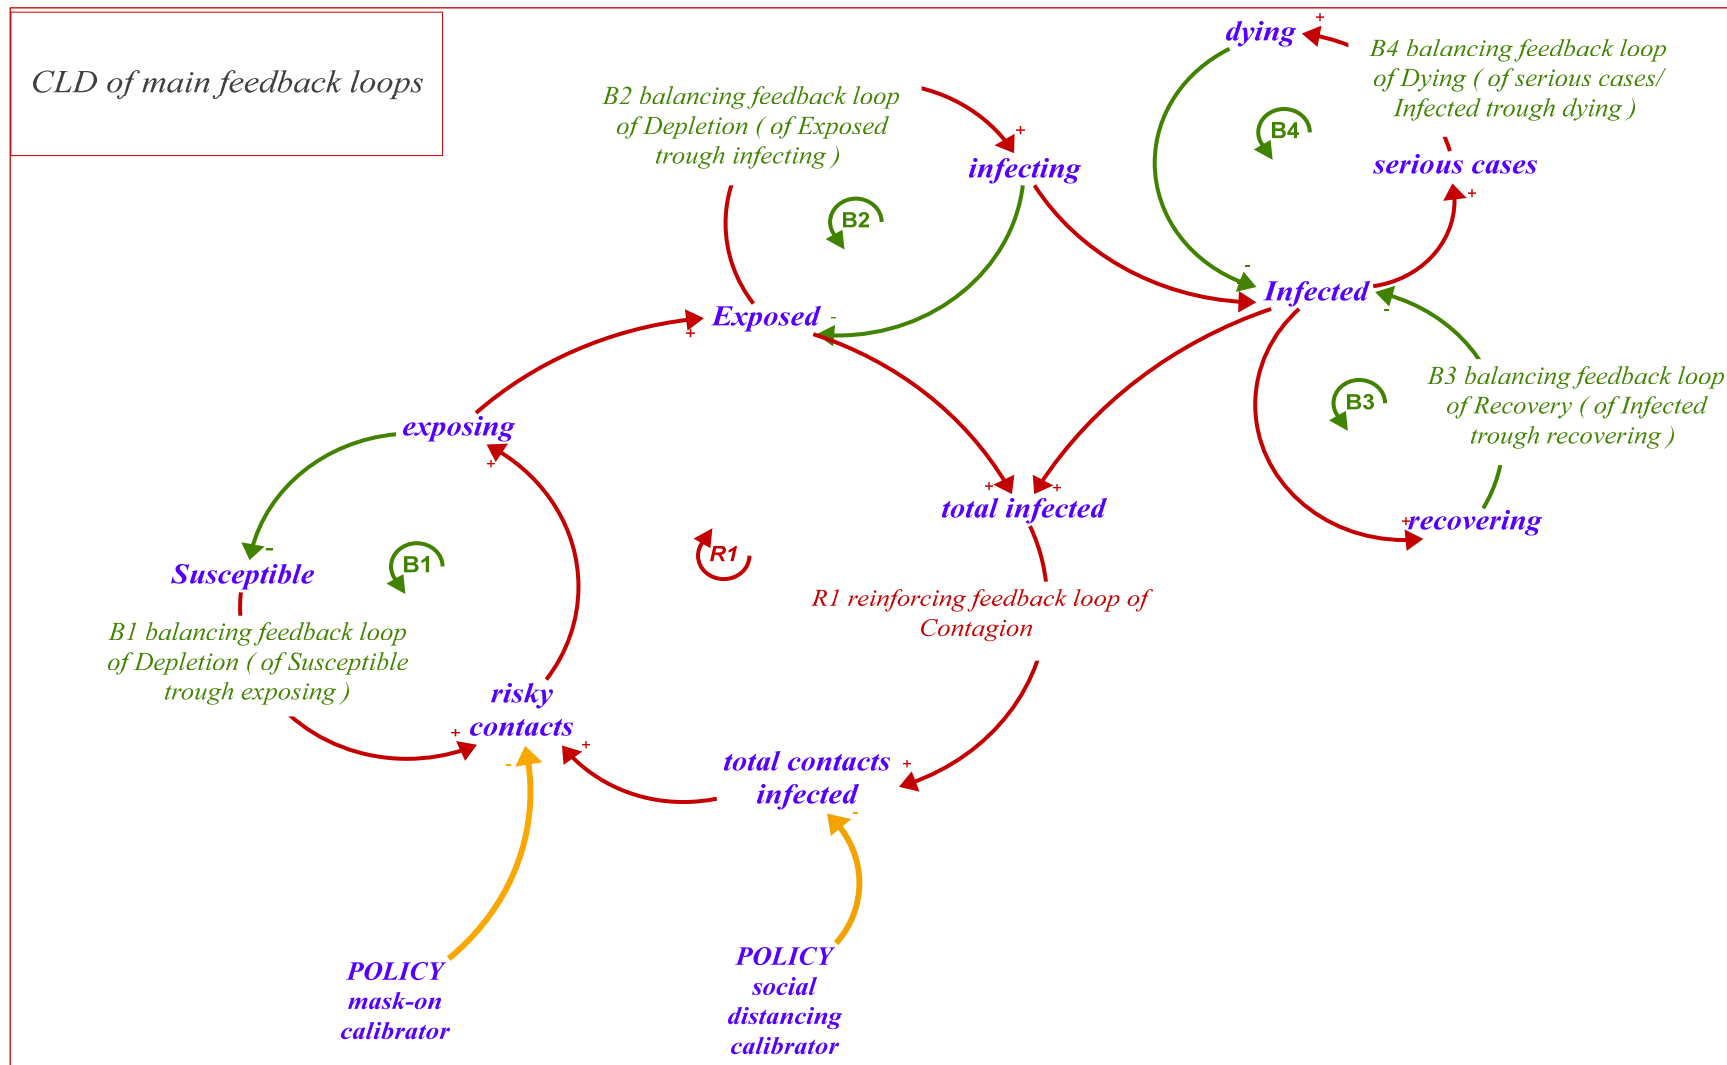 CLD of main feedback loops
dying
+
B4 balancing feedback loop
of Dying ( of serious cases/
Infected trough dying )
B4
serious cases
+
B2 balancing feedback loop
of Depletion ( of Exposed
trough infecting )
+
infecting
B2
-
Infected
-
Exposed
-
+
B3 balancing feedback loop
of Recovery ( of Infected
trough recovering )
B3
exposing
+
+
+
total infected
+
recovering
-
Susceptible
B1
R1
R1 reinforcing feedback loop of
Contagion
B1 balancing feedback loop
of Depletion ( of Susceptible
trough exposing )
risky
contacts
+
+
-
total contacts
infected
+
-
POLICY
mask-on
calibrator
POLICY
social
distancing
calibrator